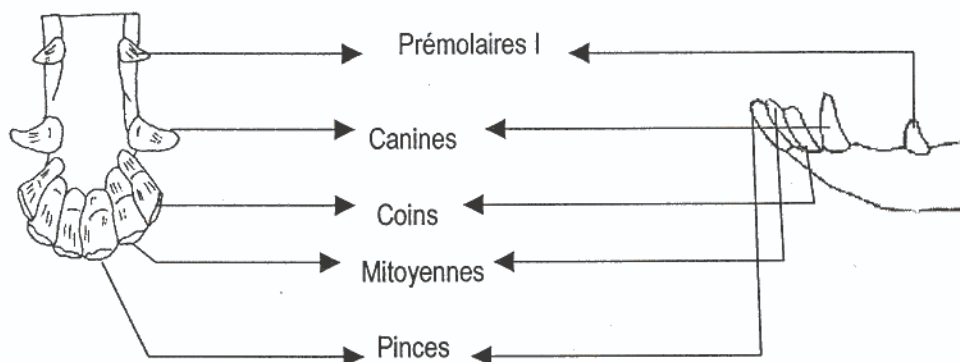 Prémolaires I
Canines
Coins
Mitoyennes
Pinces